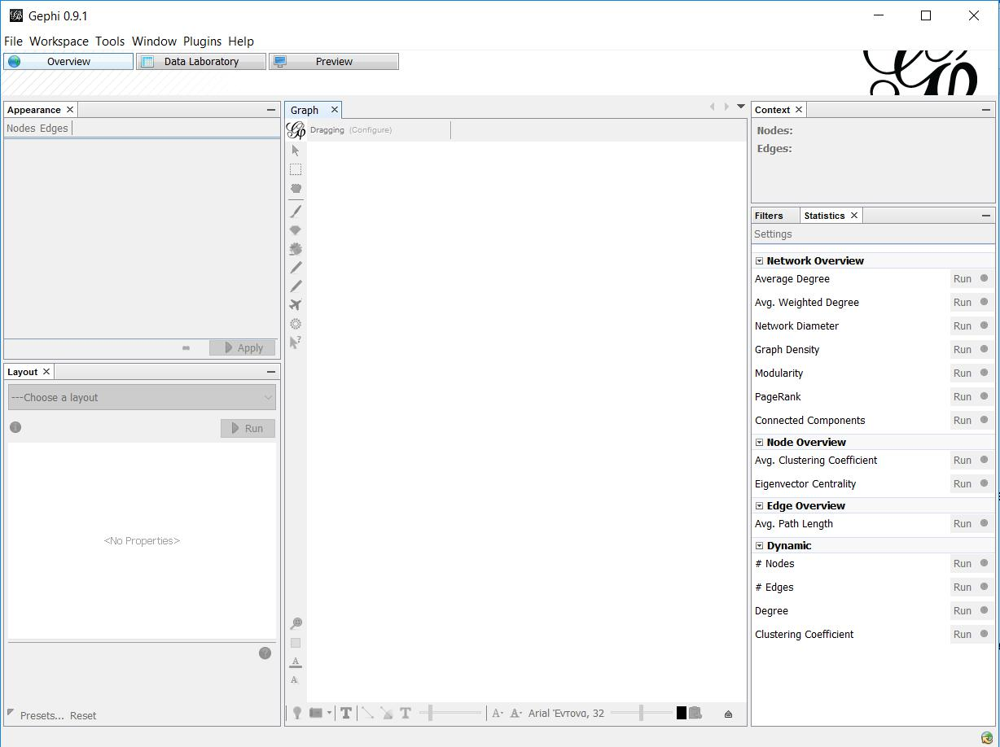 Gephi 0.9.1
File Workspace Tools Window Plugins Help
Overview Data Laboratory Preview
Appearance
Nodes Edges
Apply
Layout
---Choose a layout
Run
<No Properties>
Presets... Reset
Graph
Dragging (Configure)
Arial Έντονα, 32
Context
Nodes:
Edges:
Filters Statistics
Settings
Network Overview
Average Degree Run
Avg. Weighted Degree Run
Network Diameter Run
Graph Density Run
Modularity Run
PageRank Run
Connected Components Run
Node Overview
Avg. Clustering Coefficient Run
Eigenvector Centrality Run
Edge Overview
Avg. Path Length Run
Dynamic
# Nodes Run
# Edges Run
Degree Run
Clustering Coefficient Run